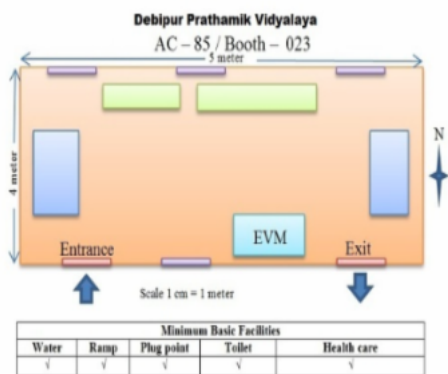 Debipur Prathamik Vidyalaya
AC – 85 / Booth – 023
5 meter
4 meter
N
EVM
Entrance
Exit
Scale 1 cm = 1 meter
Minimum Basic Facilities
Water Ramp Plug point Toilet Health care
√ √ √ √ √